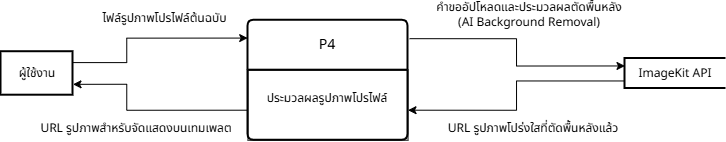 ไฟล์รูปภาพโปรไฟล์ต้นฉบับ
คำขออัปโหลดและประมวลผลตัดพื้นหลัง
(AI Background Removal)
P4
ผู้ใช้งาน
ImageKit API
ประมวลผลรูปภาพโปรไฟล์
URL รูปภาพสำหรับจัดแสดงบนเทมเพลต
URL รูปภาพโปร่งใสที่ตัดพื้นหลังแล้ว